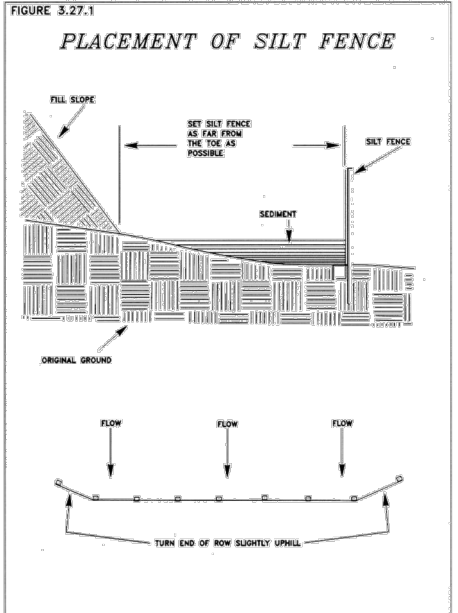 FIGURE 3.27.1
PLACEMENT OF SILT FENCE
FILL SLOPE
SET SILT FENCE
AS FAR FROM
THE TOE AS
POSSIBLE
SILT FENCE
SEDIMENT
ORIGINAL GROUND
FLOW
FLOW
FLOW
TURN END OF ROW SLIGHTLY UPHILL